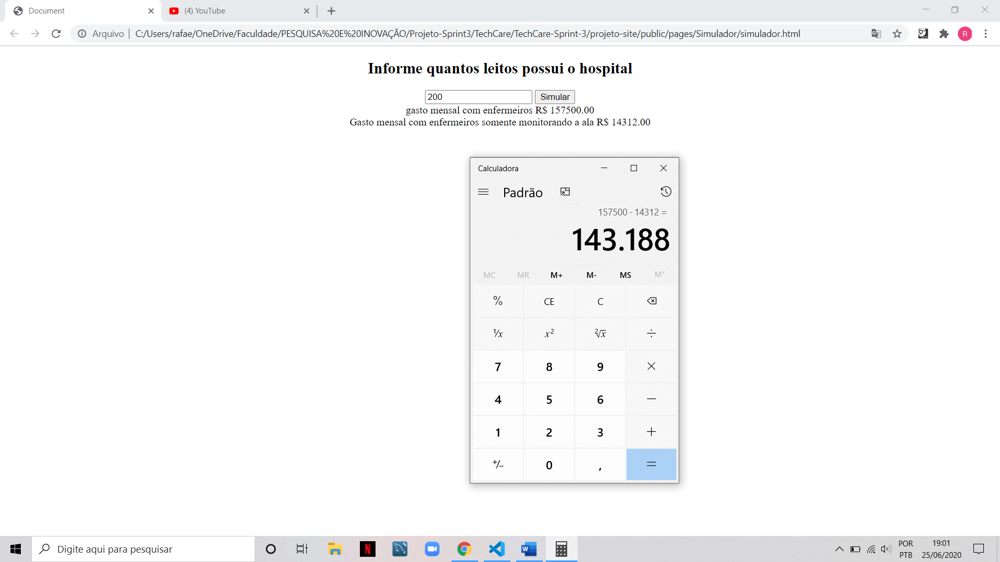 Document
(4) YouTube
Arquivo | C:/Users/rafae/OneDrive/Faculdade/PESQUISA%20E%20INOVAÇÃO/Projeto-Sprint3/TechCare/TechCare-Sprint-3/projeto-site/public/pages/Simulador/simulador.html
R
Informe quantos leitos possui o hospital
200 Simular
gasto mensal com enfermeiros R$ 157500.00
Gasto mensal com enfermeiros somente monitorando a ala R$ 14312.00
Calculadora
Padrão
157500 - 14312 =
143.188
MC MR M+ M- MS M˅
% CE C
¹/x x² ²√x ÷
7 8 9 ×
4 5 6 −
1 2 3 +
+/− 0 , =
Digite aqui para pesquisar
N
W
POR
PTB
19:01
25/06/2020